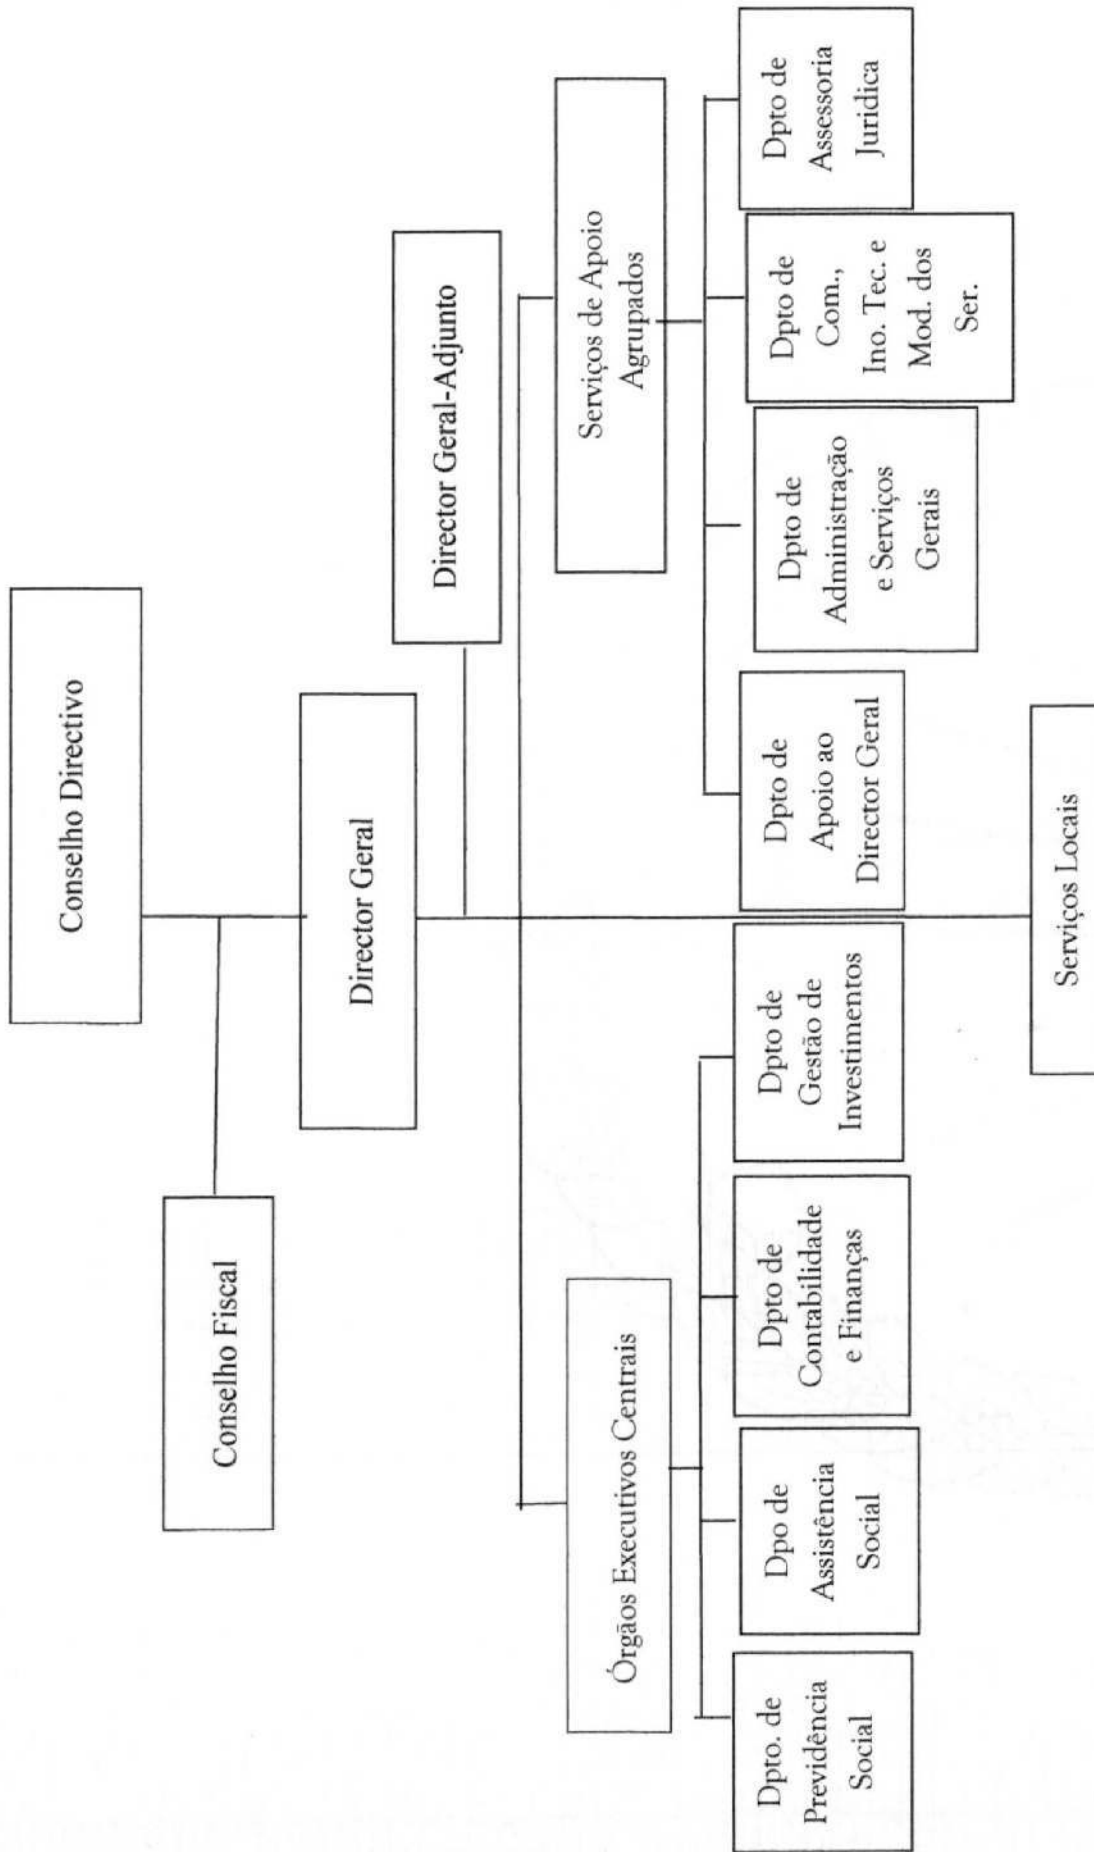 Conselho Directivo
Conselho Fiscal
Director Geral
Director Geral-Adjunto
Órgãos Executivos Centrais
Serviços de Apoio
Agrupados
Dpto. de
Previdência
Social
Dpo de
Assistência
Social
Dpto de
Contabilidade
e Finanças
Dpto de
Gestão de
Investimentos
Dpto de
Apoio ao
Director Geral
Dpto de
Administração
e Serviços
Gerais
Dpto de
Com.,
Ino. Tec. e
Mod. dos
Ser.
Dpto de
Assessoria
Juridica
Serviços Locais